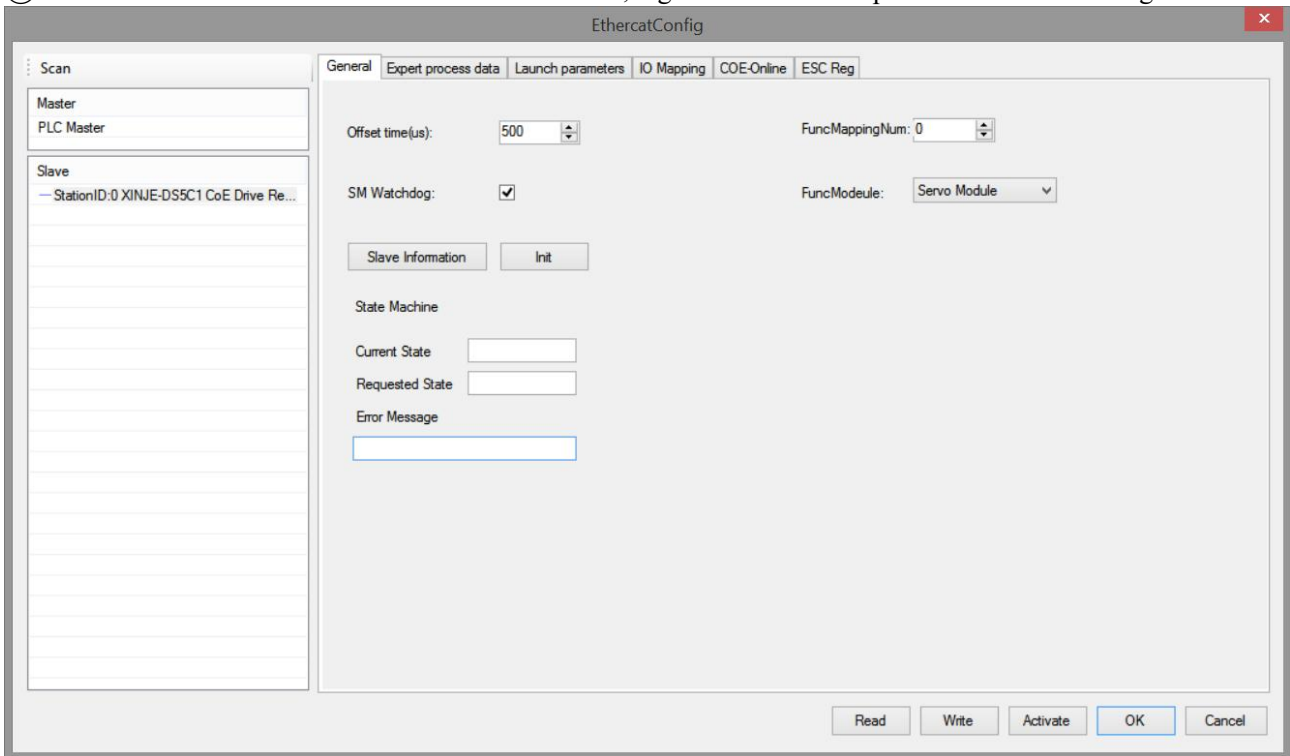 EthercatConfig
Scan
Master
PLC Master
Slave
StationID:0 XINJE-DS5C1 CoE Drive Re...
General Expert process data Launch parameters IO Mapping COE-Online ESC Reg
Offset time(us): 500 FuncMappingNum: 0
SM Watchdog: FuncModeule: Servo Module
Slave Information Init
State Machine
Current State
Requested State
Error Message
Read Write Activate OK Cancel